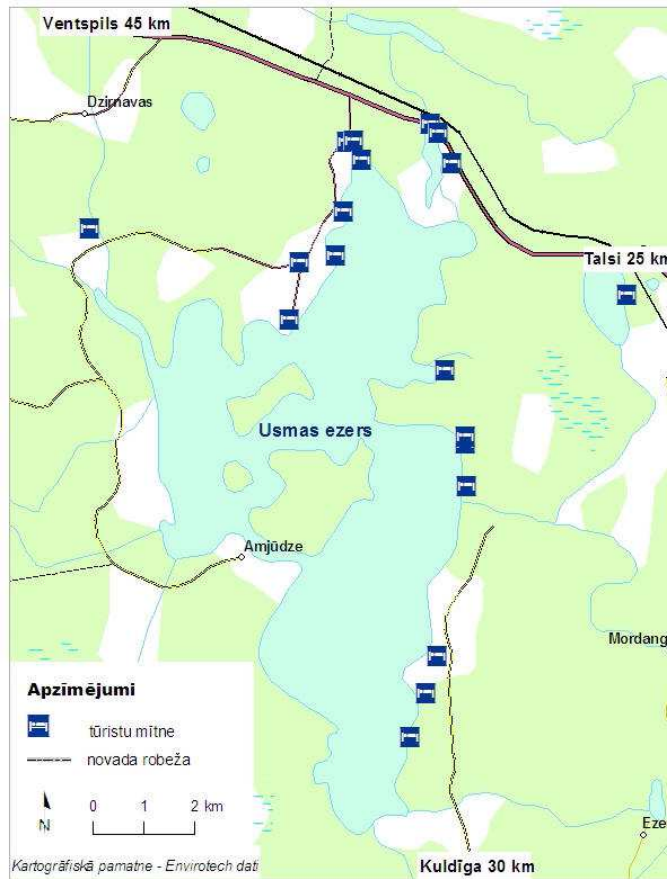 Ventspils 45 km
Dzirnavas
Talsi 25 km
Usmas ezers
Amjūdze
Mordang
Apzīmējumi
tūristu mītne
novada robeža
0 1 2 km
N
Eze
Kartogrāfiskā pamatne - Envirotech dati
Kuldīga 30 km